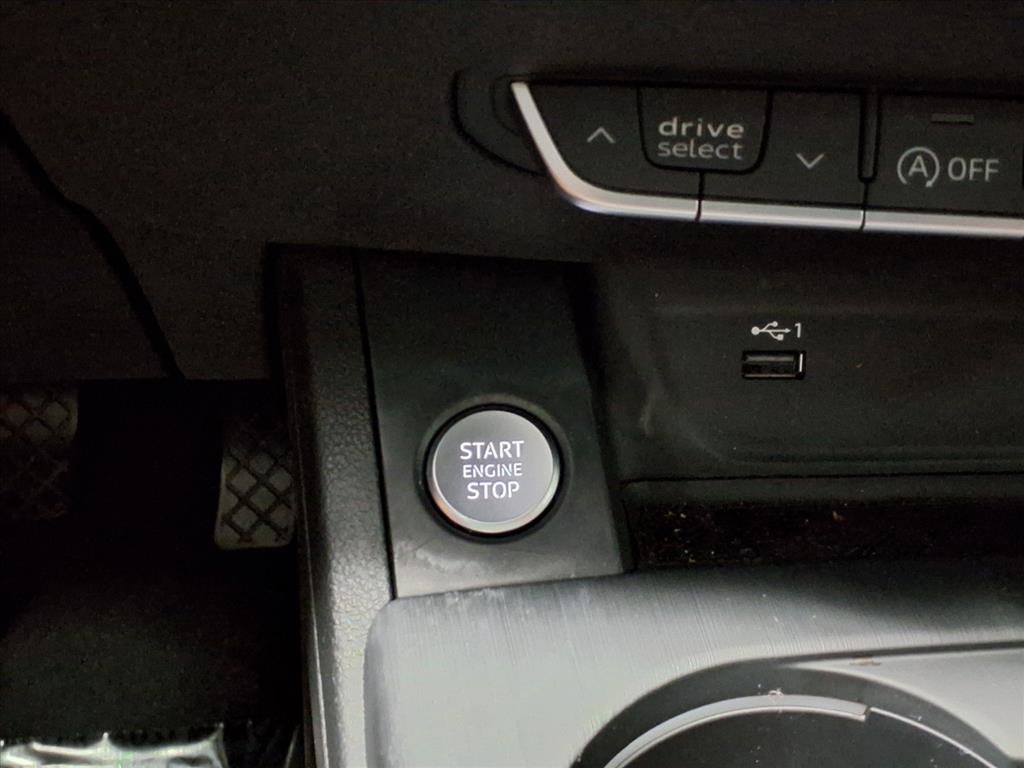 drive
select
A OFF
1
START
ENGINE
STOP